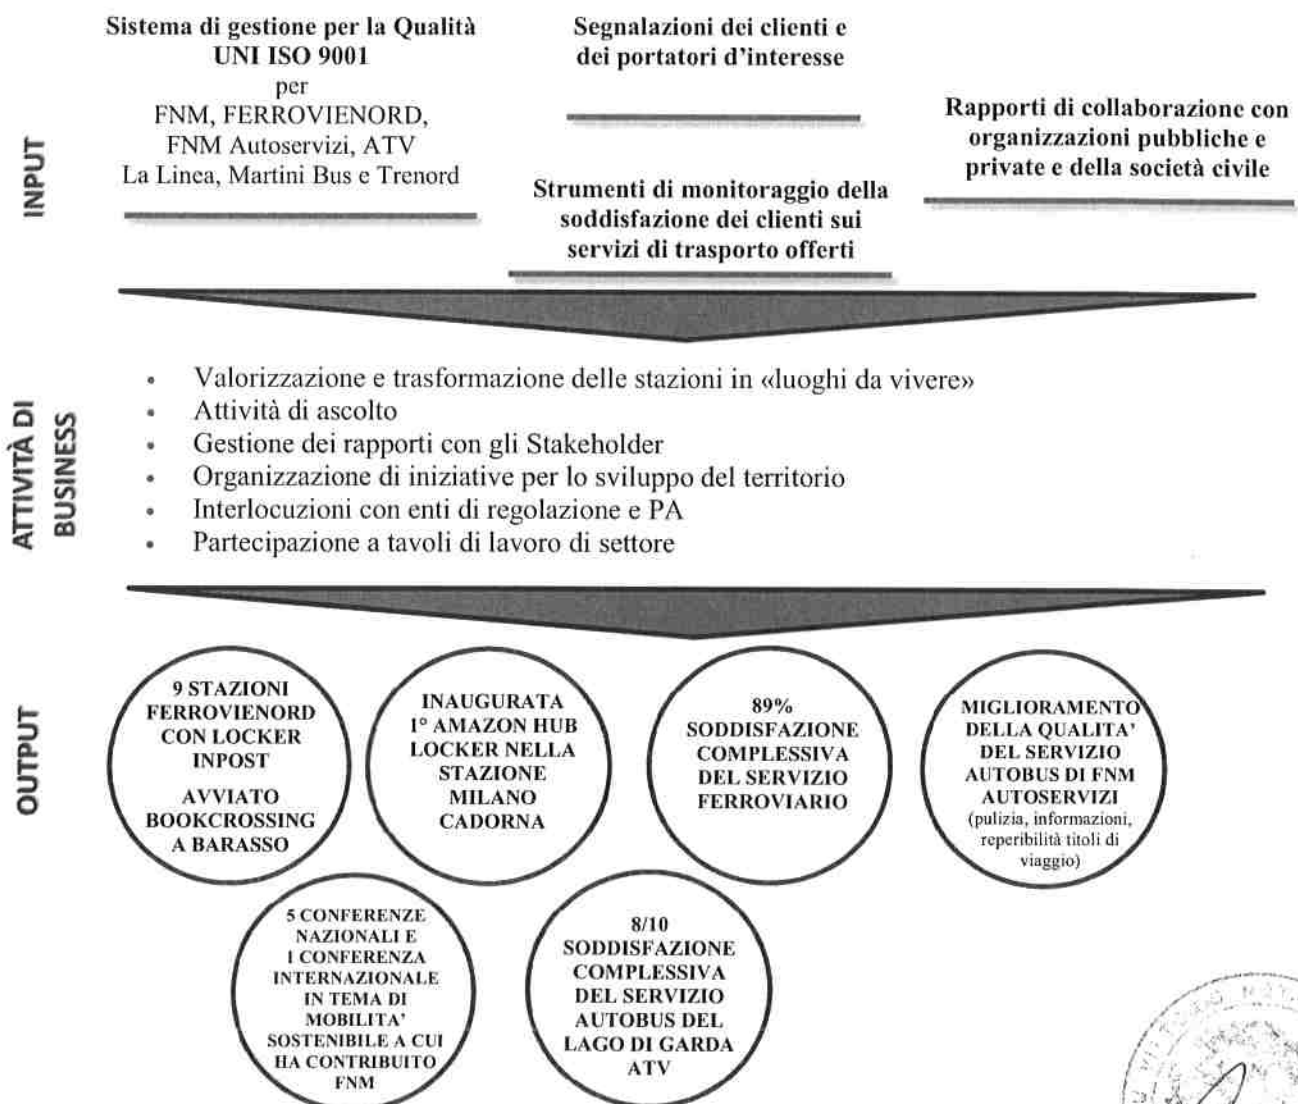 INPUT
Sistema di gestione per la Qualità
UNI ISO 9001
per
FNM, FERROVIENORD,
FNM Autoservizi, ATV
La Linea, Martini Bus e Trenord
Segnalazioni dei clienti e
dei portatori d’interesse
Strumenti di monitoraggio della
soddisfazione dei clienti sui
servizi di trasporto offerti
Rapporti di collaborazione con
organizzazioni pubbliche e
private e della società civile
ATTIVITÀ DI
BUSINESS
• Valorizzazione e trasformazione delle stazioni in «luoghi da vivere»
• Attività di ascolto
• Gestione dei rapporti con gli Stakeholder
• Organizzazione di iniziative per lo sviluppo del territorio
• Interlocuzioni con enti di regolazione e PA
• Partecipazione a tavoli di lavoro di settore
OUTPUT
9 STAZIONI
FERROVIENORD
CON LOCKER
INPOST
AVVIATO
BOOKCROSSING
A BARASSO
INAUGURATA
1° AMAZON HUB
LOCKER NELLA
STAZIONE
MILANO
CADORNA
89%
SODDISFAZIONE
COMPLESSIVA
DEL SERVIZIO
FERROVIARIO
MIGLIORAMENTO
DELLA QUALITA’
DEL SERVIZIO
AUTOBUS DI FNM
AUTOSERVIZI
(pulizia, informazioni,
reperibilità titoli di
viaggio)
5 CONFERENZE
NAZIONALI E
1 CONFERENZA
INTERNAZIONALE
IN TEMA DI
MOBILITA’
SOSTENIBILE A CUI
HA CONTRIBUITO
FNM
8/10
SODDISFAZIONE
COMPLESSIVA
DEL SERVIZIO
AUTOBUS DEL
LAGO DI GARDA
ATV